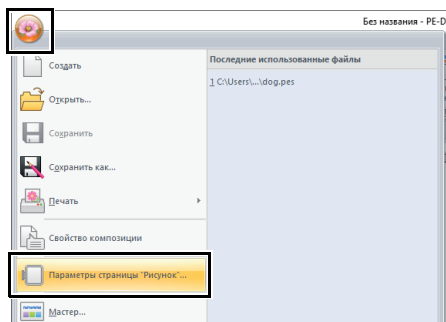 Без названия - PE-D
Создать
Последние использованные файлы
1 C:\Users\...\dog.pes
Открыть...
Сохранить
Сохранить как...
Печать
Свойство композиции
Параметры страницы "Рисунок"...
Мастер...